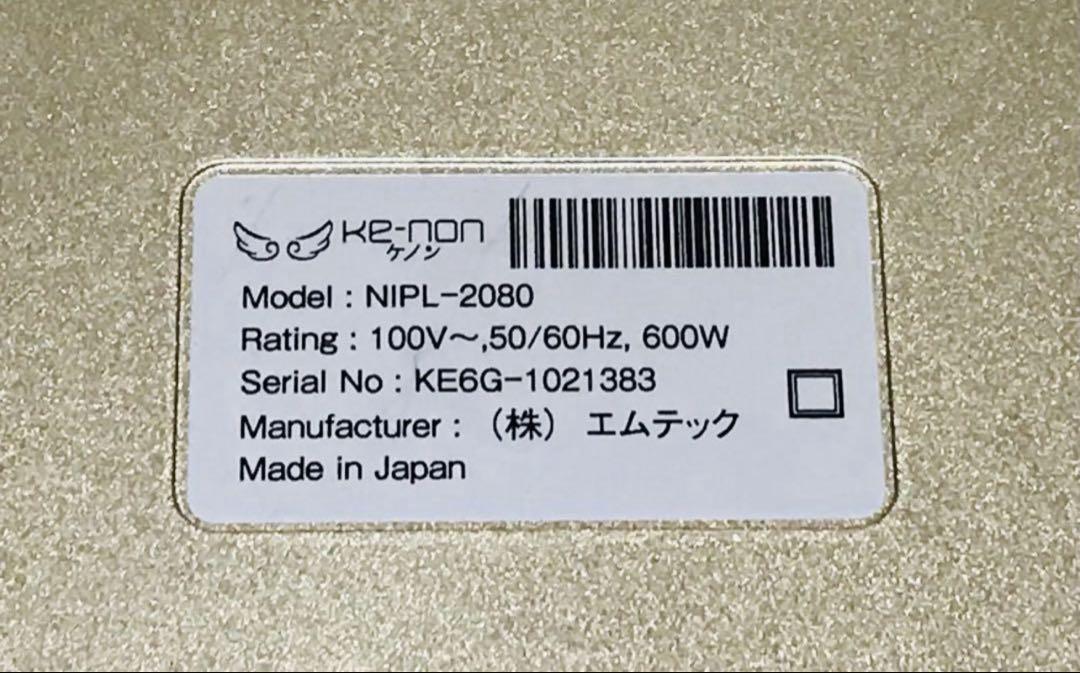 ke-non
ケノン
Model : NIPL-2080
Rating : 100V～,50/60Hz, 600W
Serial No : KE6G-1021383
Manufacturer : （株） エムテック
Made in Japan